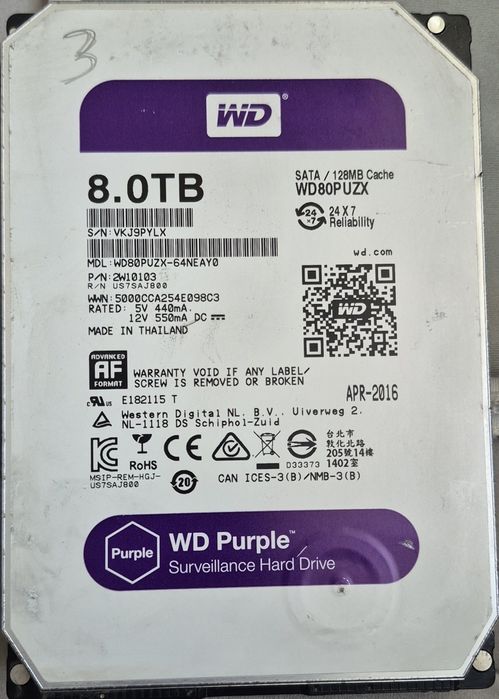 3
WD®
8.0TB
SATA / 128MB Cache
WD80PUZX
S/N: VKJ9PYLX
24x7
24 X 7
Reliability
MDL: WD80PUZX-64NEAY0
wd.com
P/N: 2W10103
R/N US7SAJ800
WWN: 5000CCA254E098C3
RATED: 5V 440mA.
12V 550mA DC
MADE IN THAILAND
WD
ADVANCED
AF
FORMAT
WARRANTY VOID IF ANY LABEL/
SCREW IS REMOVED OR BROKEN
APR-2016
c UL us E182115 T
Western Digital NL. B.V.. Uiverweg 2.
NL-1118 DS Schiphol-Zuid
RoHS
CE
D33373
台北市
敦化北路
205號14樓
1402室
MSIP-REM-HGJ-
US7SAJ800
20
CAN ICES-3(B)/NMB-3(B)
Purple
WD Purple™
Surveillance Hard Drive